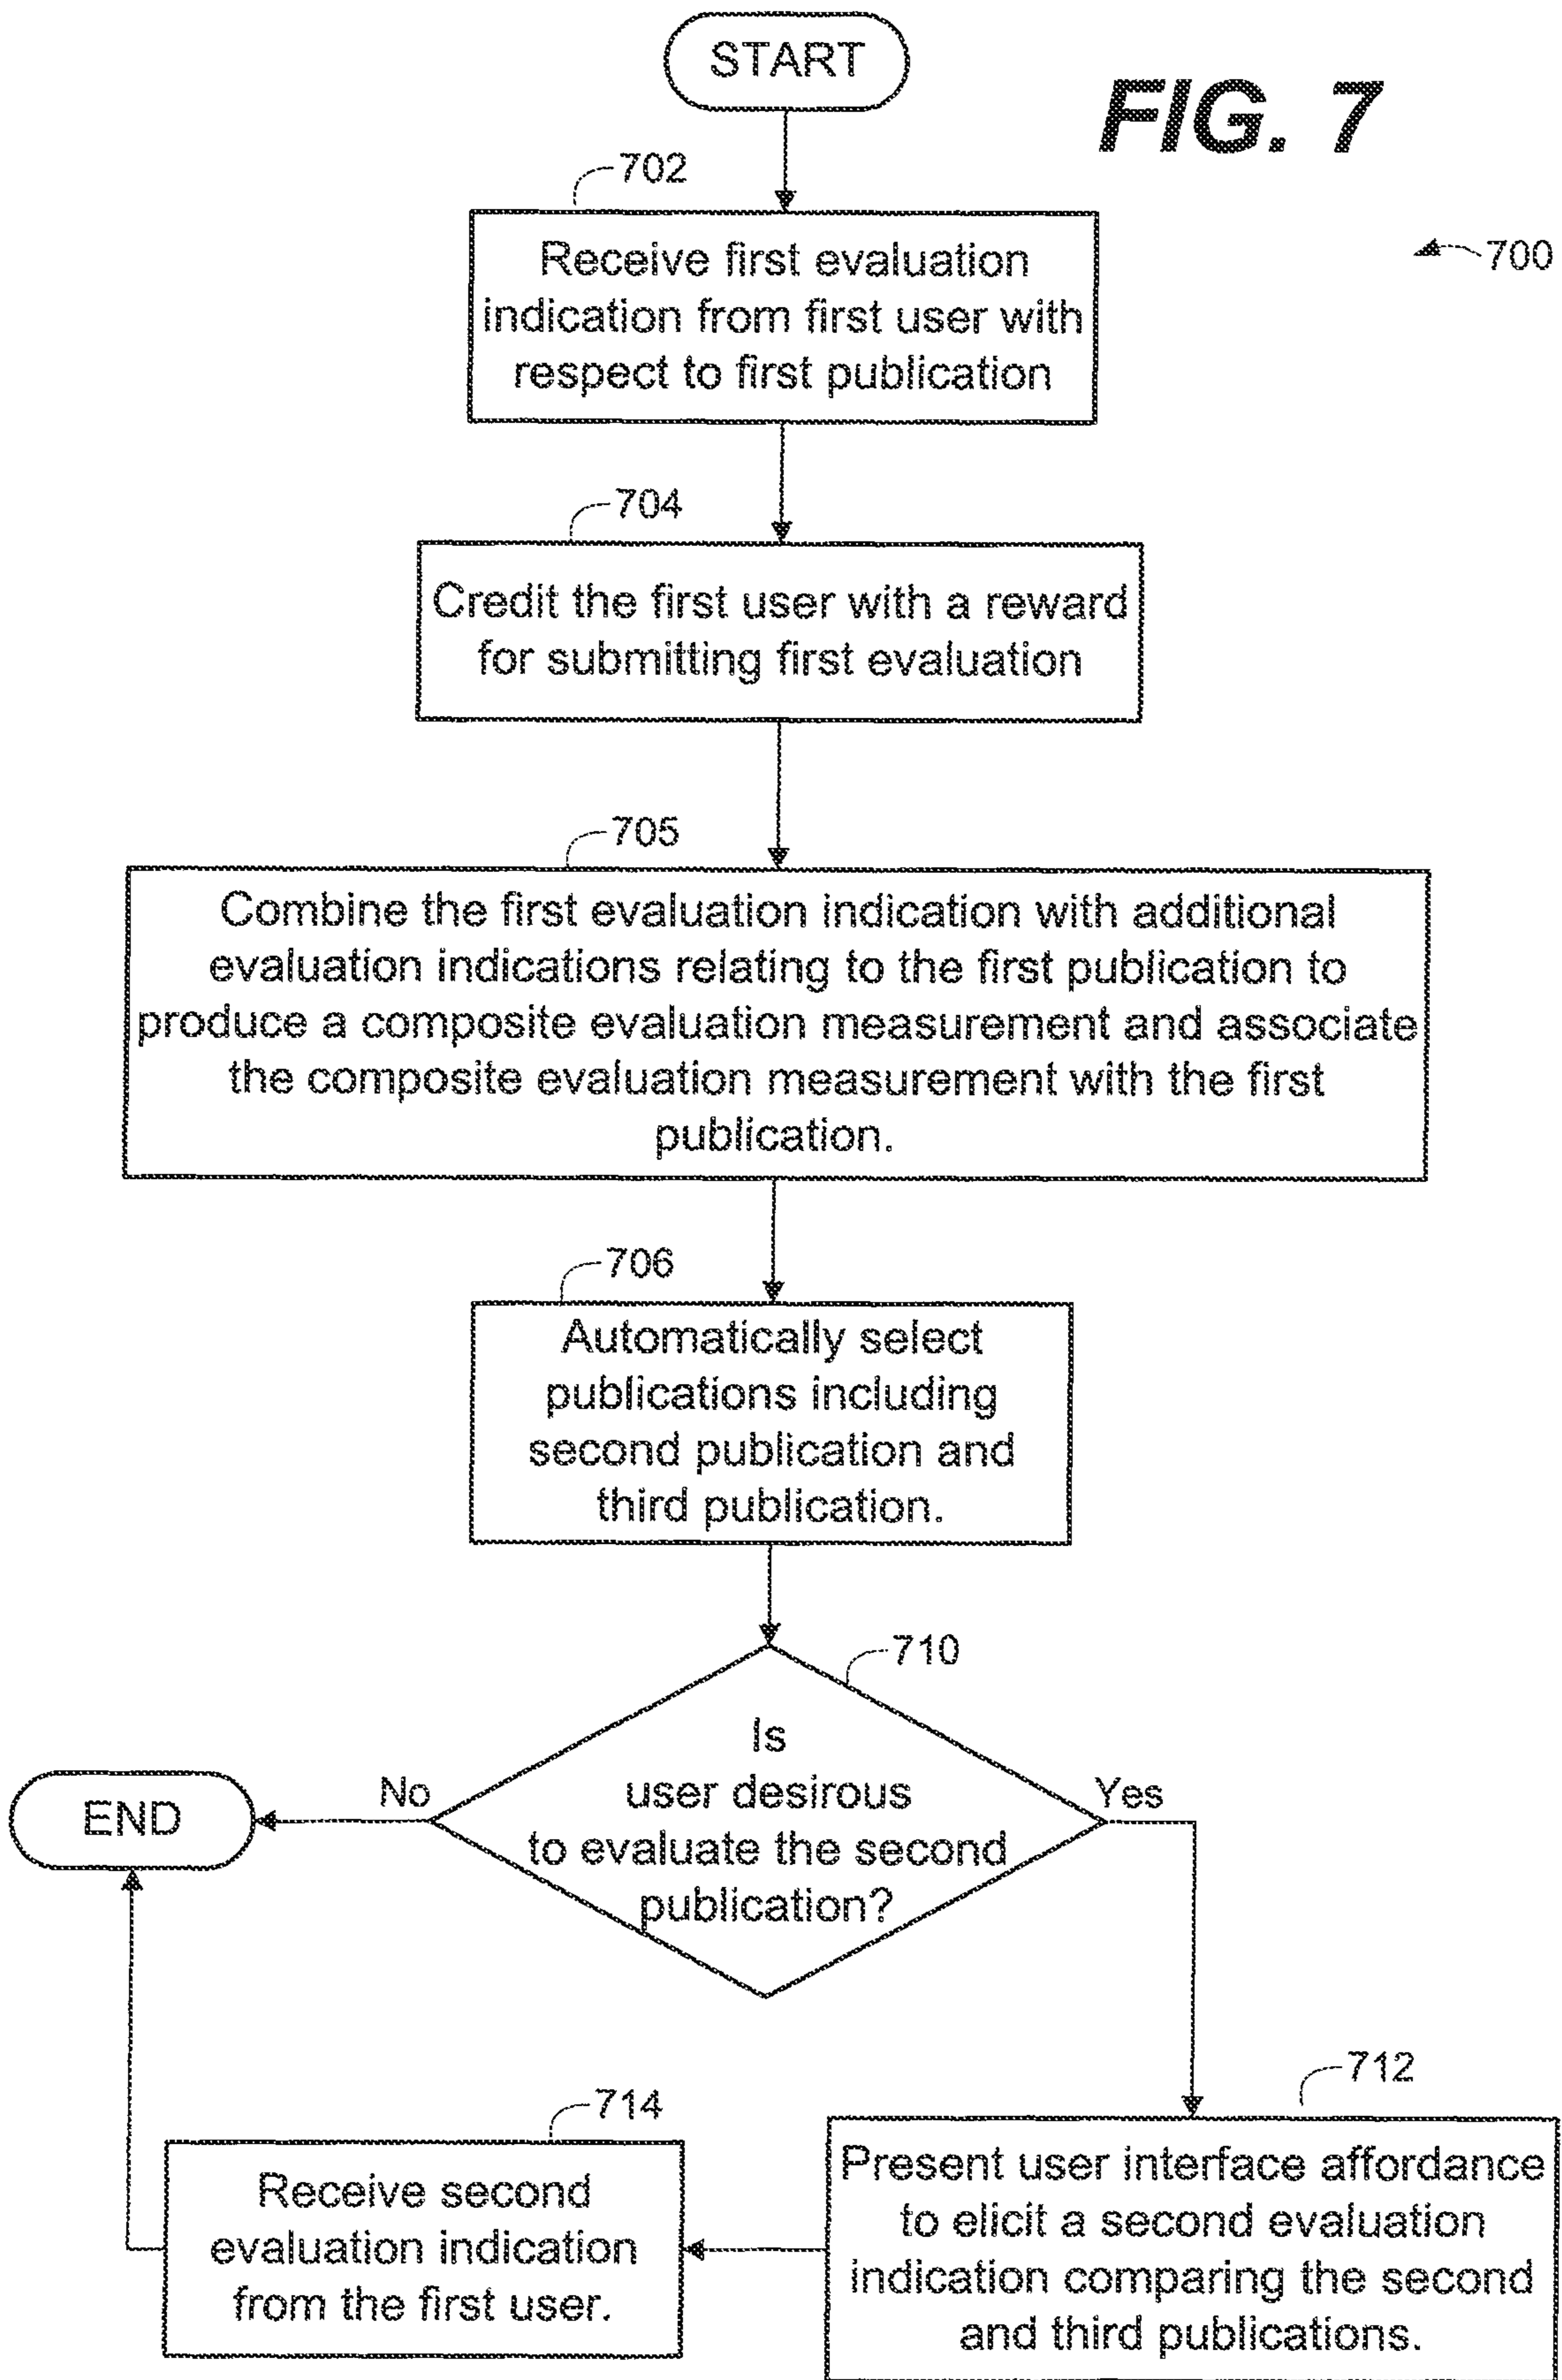 START
FIG. 7
702
700
Receive first evaluation
indication from first user with
respect to first publication
704
Credit the first user with a reward
for submitting first evaluation
705
Combine the first evaluation indication with additional
evaluation indications relating to the first publication to
produce a composite evaluation measurement and associate
the composite evaluation measurement with the first
publication.
706
Automatically select
publications including
second publication and
third publication.
710
Is
user desirous
to evaluate the second
publication?
No
Yes
END
712
714
Present user interface affordance
to elicit a second evaluation
indication comparing the second
and third publications.
Receive second
evaluation indication
from the first user.